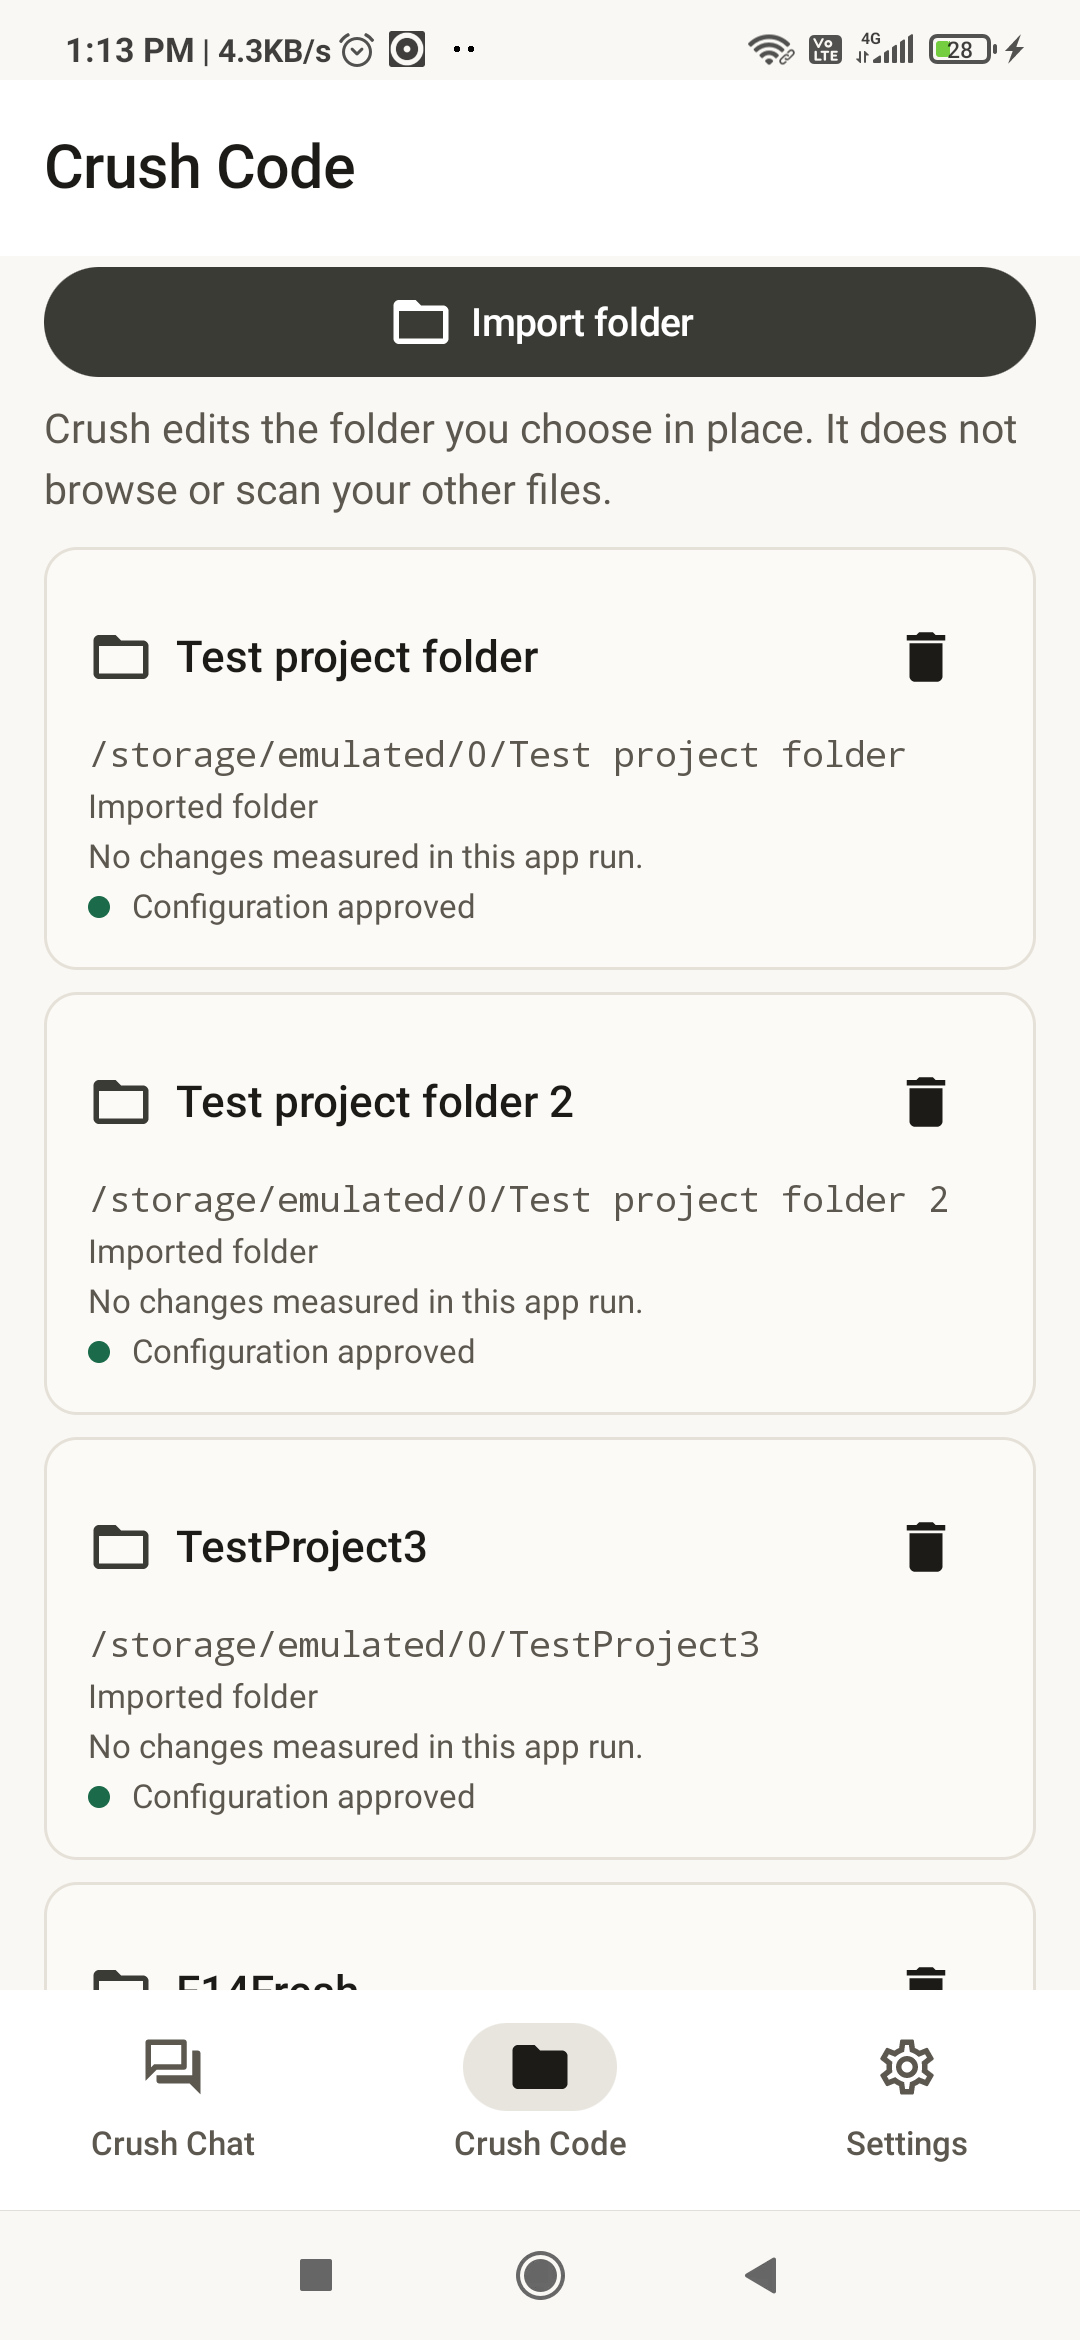 1:13 PM | 4.3KB/s
Vo LTE 4G 28
Crush Code
Import folder
Crush edits the folder you choose in place. It does not
browse or scan your other files.
Test project folder
/storage/emulated/0/Test project folder
Imported folder
No changes measured in this app run.
Configuration approved
Test project folder 2
/storage/emulated/0/Test project folder 2
Imported folder
No changes measured in this app run.
Configuration approved
TestProject3
/storage/emulated/0/TestProject3
Imported folder
No changes measured in this app run.
Configuration approved
Crush Chat
Crush Code
Settings